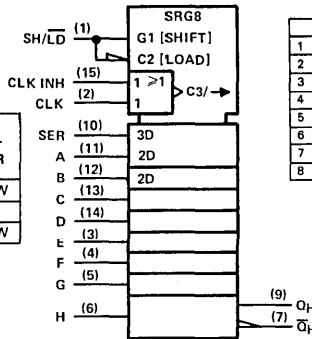 SRG8
SH/LD (1) G1 [SHIFT]
C2 [LOAD]
CLK INH (15) 1 ≥1
CLK (2) 1 C3/
SER (10) 3D
A (11) 2D
B (12) 2D
C (13)
D (14)
E (3)
F (4)
G (5)
H (6)
(9) QH
(7) QH
R
W
W
1
2
3
4
5
6
7
8